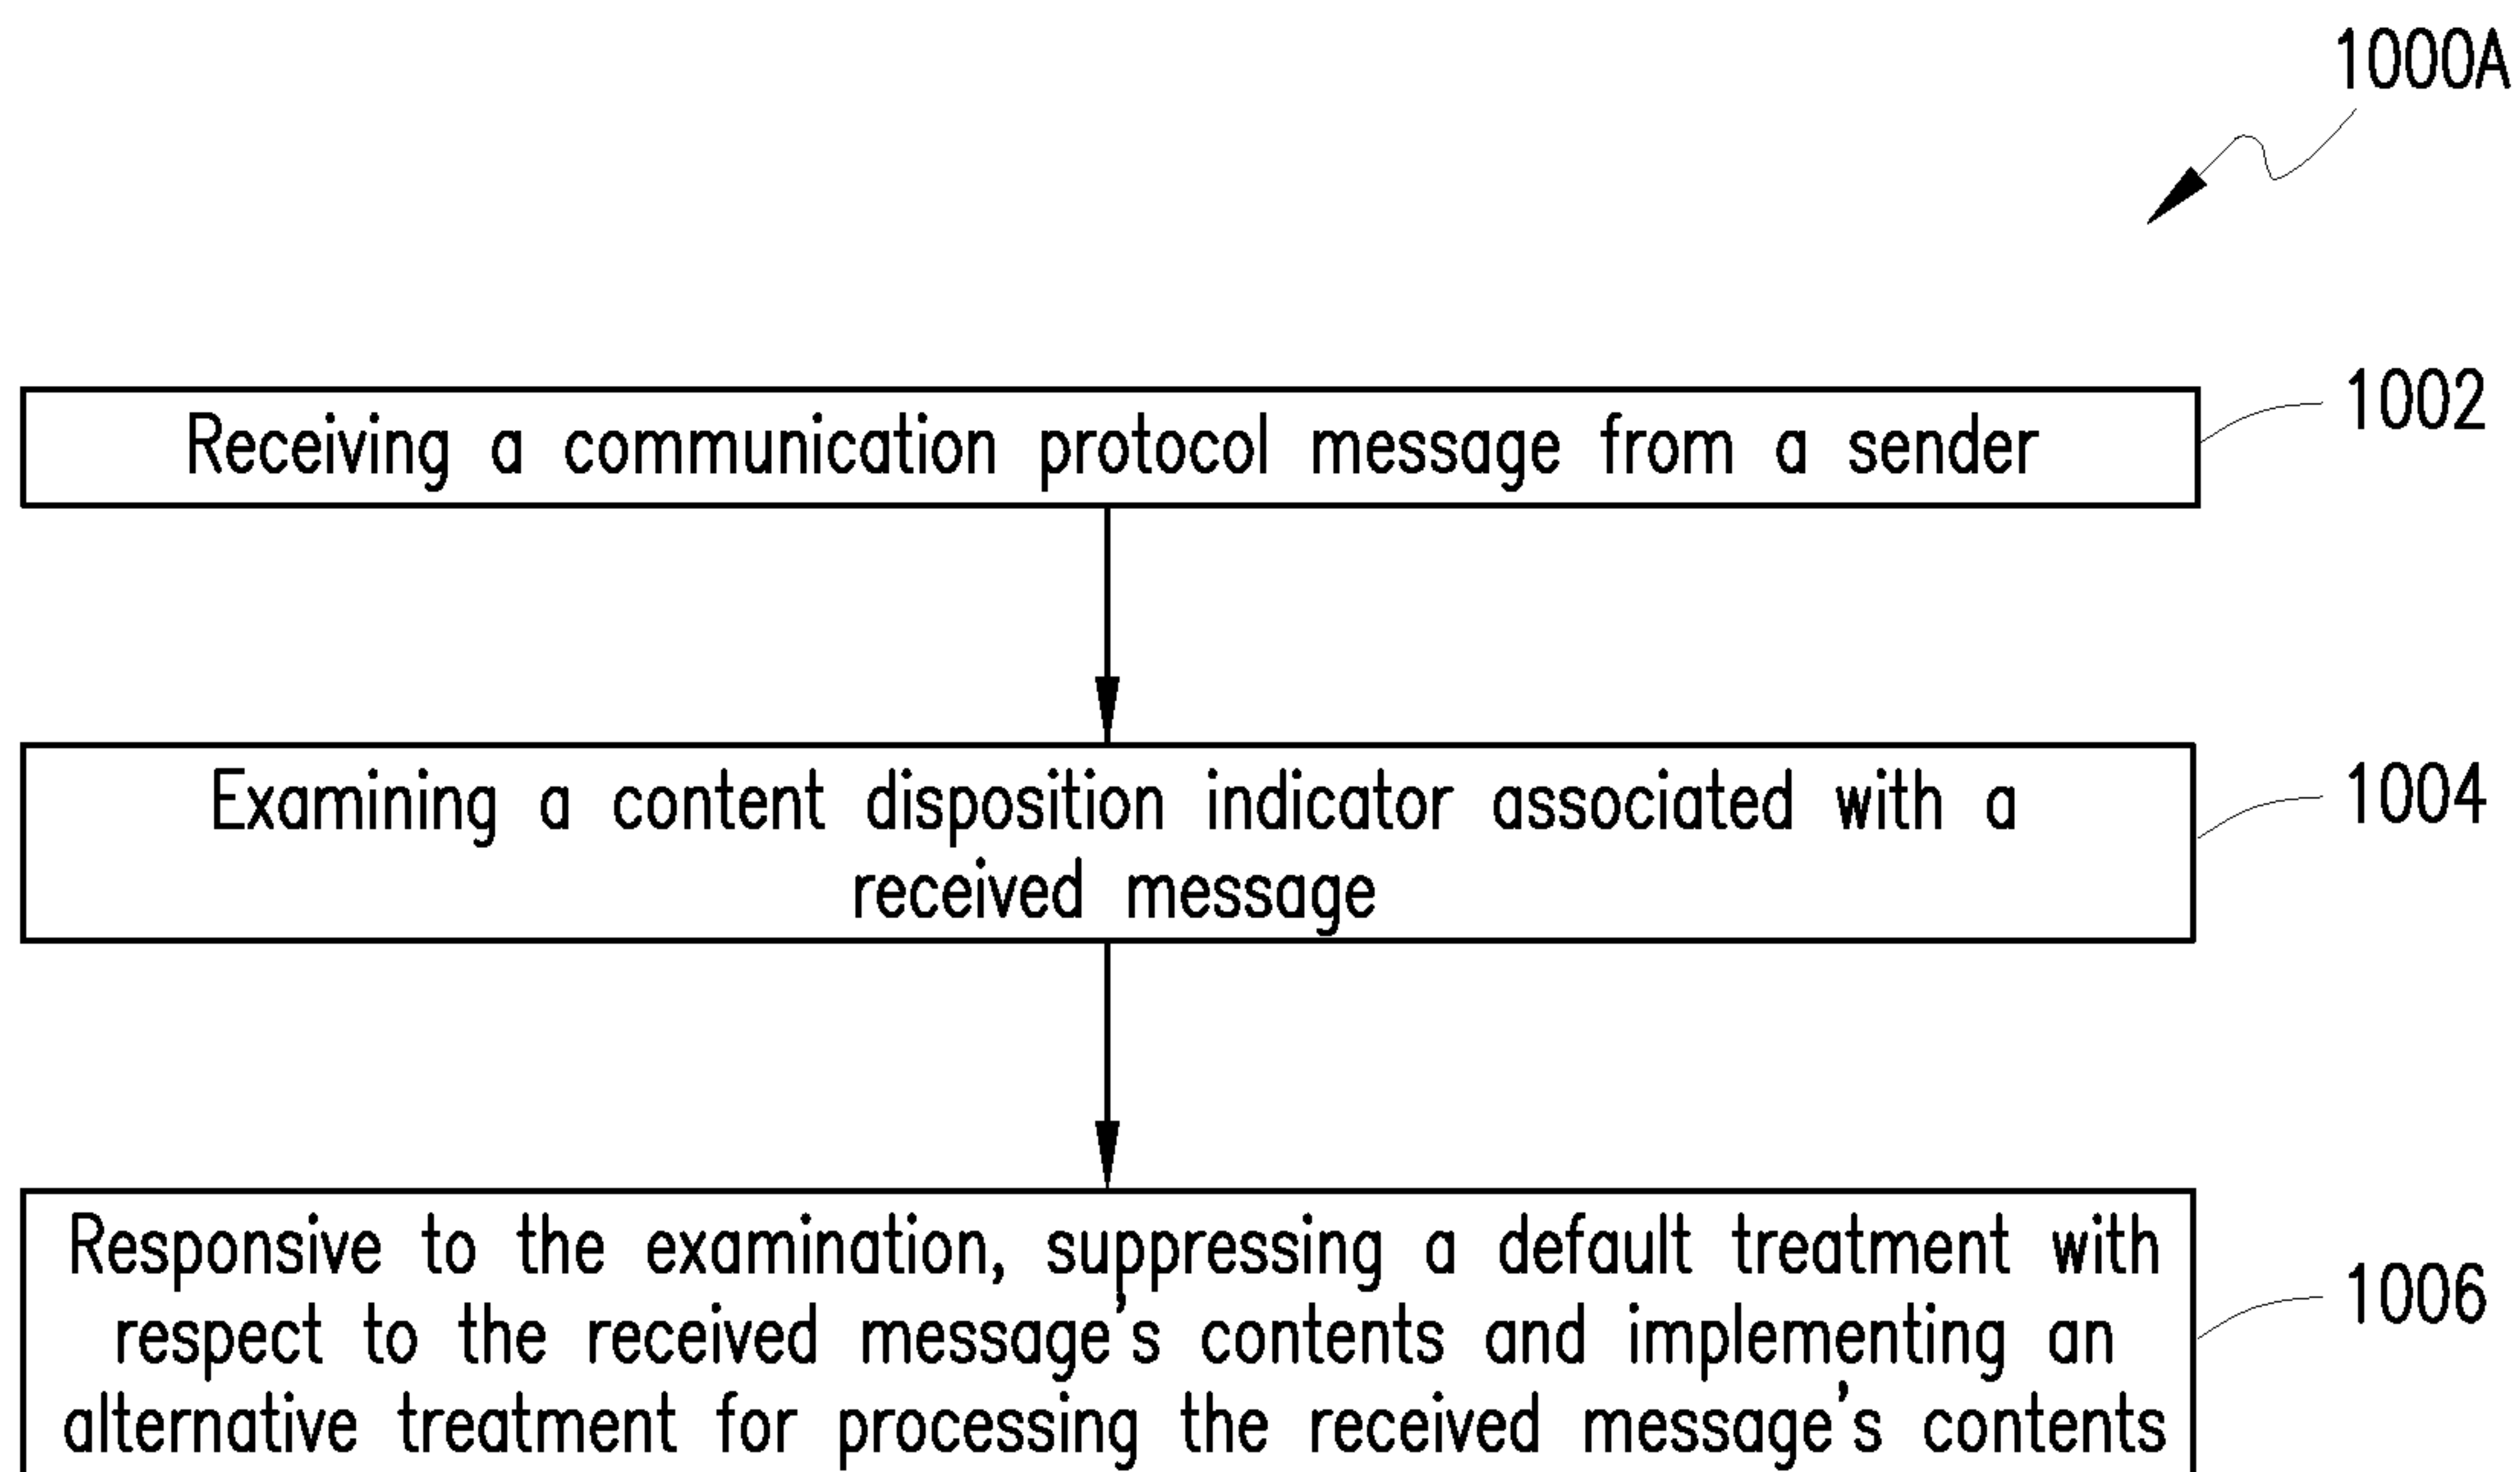 1000A
Receiving a communication protocol message from a sender
1002
Examining a content disposition indicator associated with a
received message
1004
Responsive to the examination, suppressing a default treatment with
respect to the received message's contents and implementing an
alternative treatment for processing the received message's contents
1006